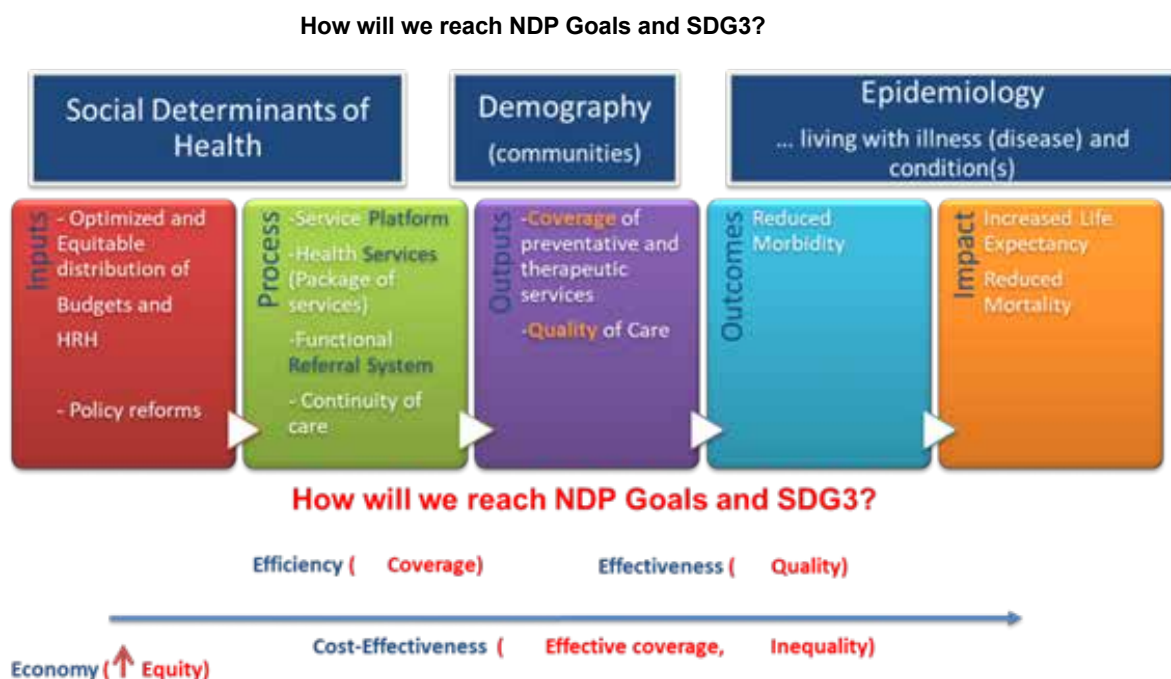 How will we reach NDP Goals and SDG3?
Social Determinants of
Health
Demography
(communities)
Epidemiology
... living with illness (disease) and
condition(s)
Inputs
- Optimized and
Equitable
distribution of
Budgets and
HRH
- Policy reforms
Process
-Service Platform
-Health Services
(Package of
services)
-Functional
Referral System
- Continuity of
care
Outputs
-Coverage of
preventative and
therapeutic
services
-Quality of Care
Outcomes
Reduced
Morbidity
Impact
Increased Life
Expectancy
Reduced
Mortality
How will we reach NDP Goals and SDG3?
Efficiency ( Coverage)
Effectiveness ( Quality)
Cost-Effectiveness ( Effective coverage, Inequality)
Economy (↑ Equity)